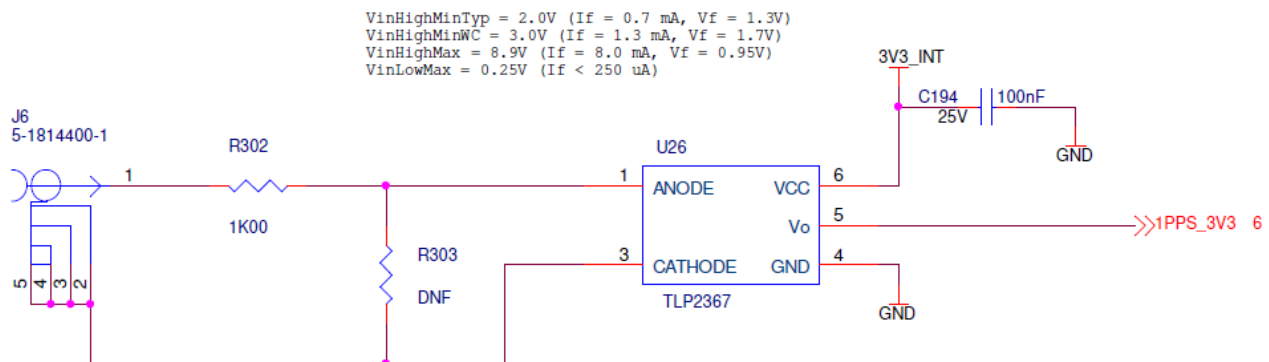 VinHighMinTyp = 2.0V (If = 0.7 mA, Vf = 1.3V)
VinHighMinWC = 3.0V (If = 1.3 mA, Vf = 1.7V)
VinHighMax = 8.9V (If = 8.0 mA, Vf = 0.95V)
VinLowMax = 0.25V (If < 250 uA)
3V3_INT
C194 100nF
25V
GND
J6
5-1814400-1
R302
1
1K00
U26
1 ANODE VCC 6
Vo 5
1PPS_3V3 6
3 CATHODE GND 4
TLP2367
GND
R303
DNF
5 4 3 2